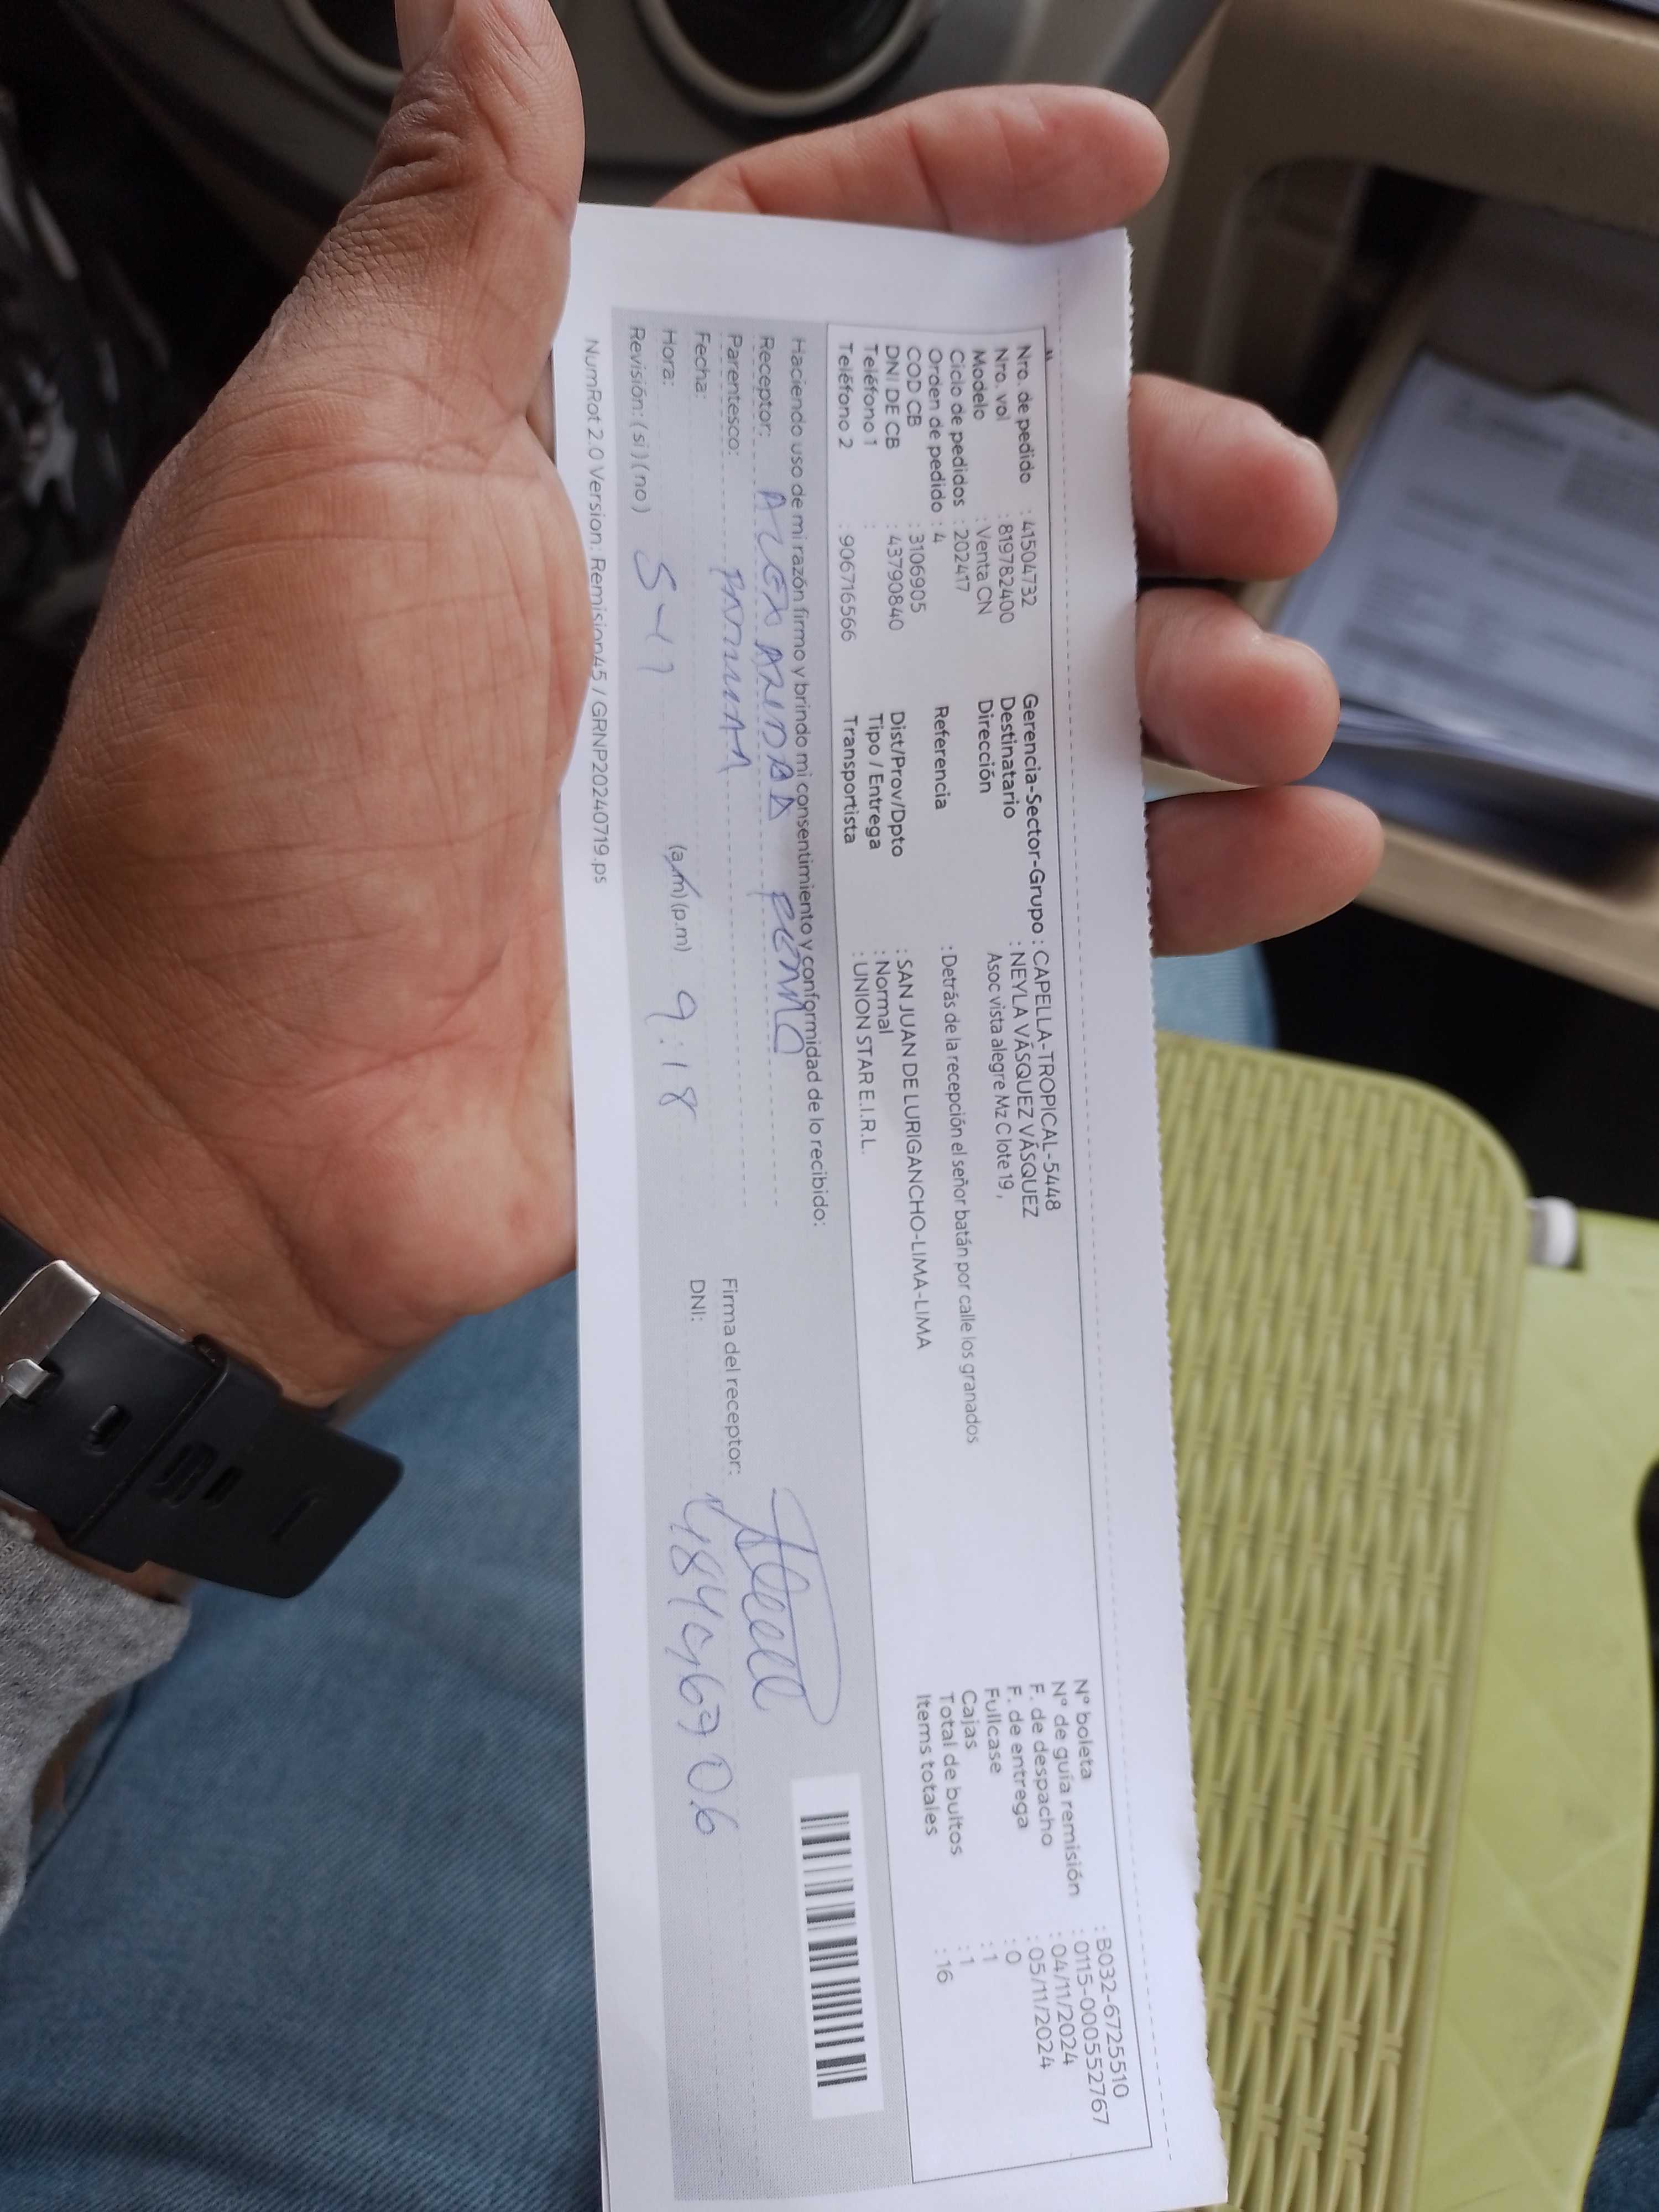 Nro. de pedido : 41504732
Nro. vol : 819782400
Modelo : Venta CN
Ciclo de pedidos : 202417
Orden de pedido : 4
COD CB : 3106905
DNI DE CB : 43790840
Teléfono 1 :
Teléfono 2 : 906716566
Gerencia-Sector-Grupo : CAPELLA-TROPICAL-5448
Destinatario : NEYLA VÁSQUEZ VÁSQUEZ
Dirección Asoc vista alegre Mz C lote 19 ,
Referencia : Detrás de la recepción el señor batán por calle los granados
Dist/Prov/Dpto : SAN JUAN DE LURIGANCHO-LIMA-LIMA
Tipo / Entrega : Normal
Transportista : UNION STAR E.I.R.L.
N° boleta : B032-6725510
N° de guía remisión : 0115-000552767
F. de despacho : 04/11/2024
F. de entrega : 05/11/2024
Fullcase : 0
Cajas : 1
Total de bultos : 1
Items totales : 16
Haciendo uso de mi razón firmo y brindo mi consentimiento y conformidad de lo recibido:
Receptor:
Parentesco:
Fecha: 5-11
Hora: (a.m)(p.m) 9:18
Revisión: (si)(no)
Firma del receptor:
DNI:
NumRot 2.0 Version: Remision45 / GRNP20240719.ps